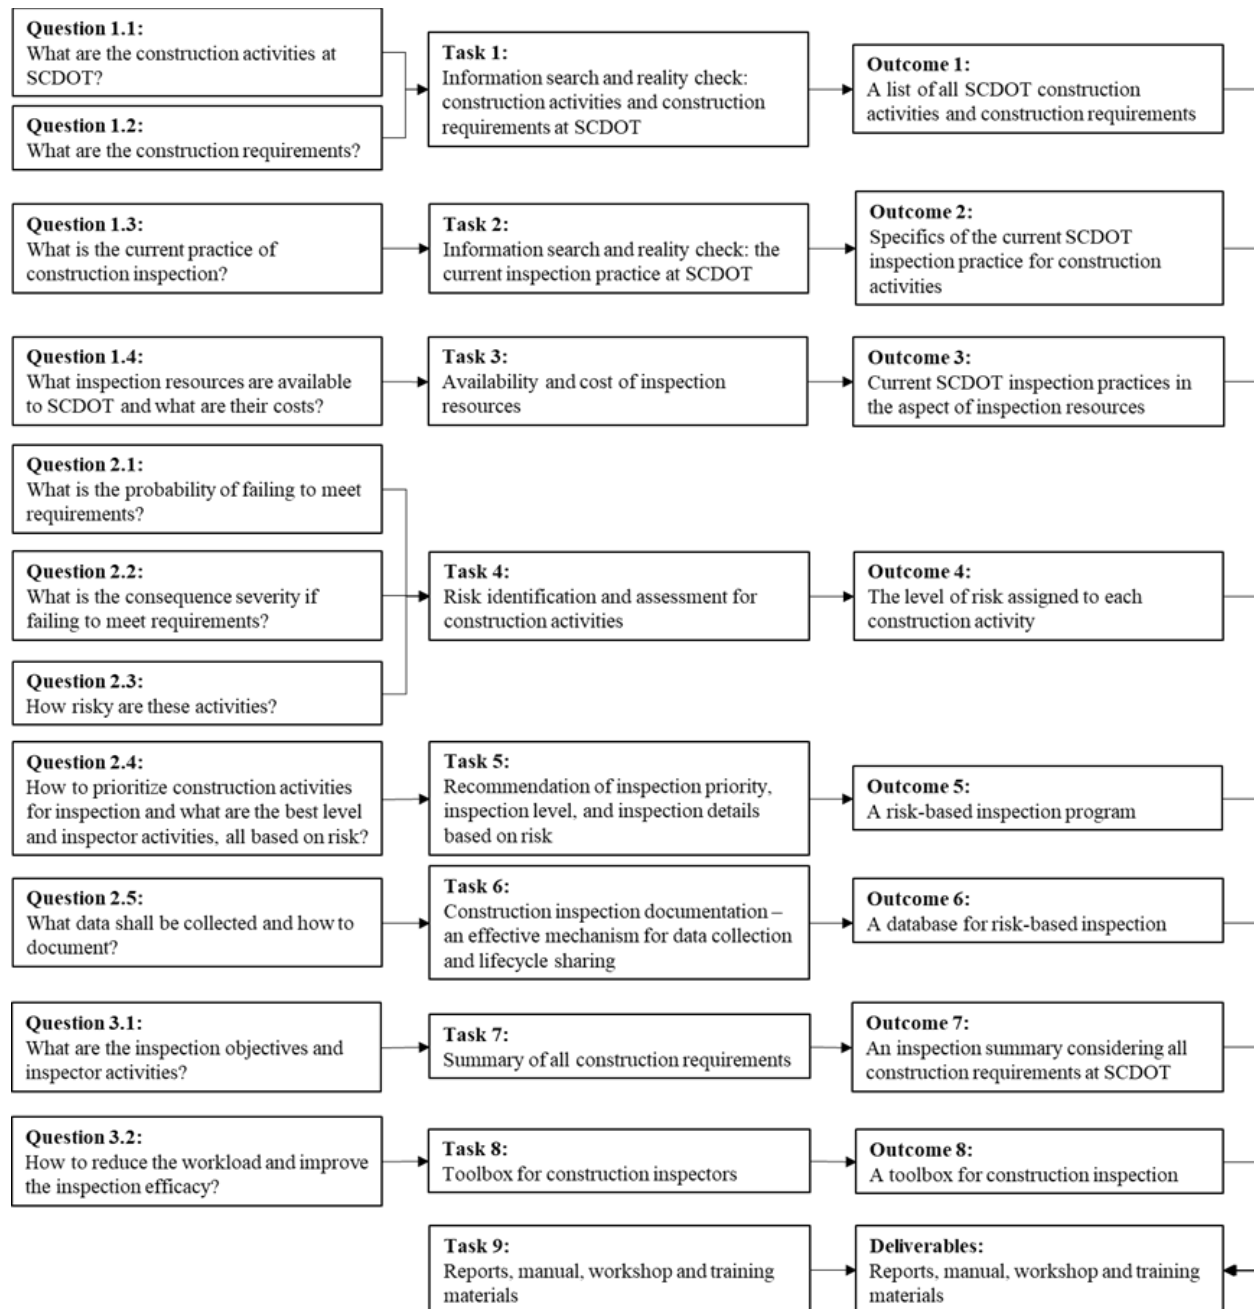 Question 1.1:
What are the construction activities at
SCDOT?
Question 1.2:
What are the construction requirements?
Task 1:
Information search and reality check:
construction activities and construction
requirements at SCDOT
Outcome 1:
A list of all SCDOT construction
activities and construction requirements
Question 1.3:
What is the current practice of
construction inspection?
Task 2:
Information search and reality check: the
current inspection practice at SCDOT
Outcome 2:
Specifics of the current SCDOT
inspection practice for construction
activities
Question 1.4:
What inspection resources are available
to SCDOT and what are their costs?
Task 3:
Availability and cost of inspection
resources
Outcome 3:
Current SCDOT inspection practices in
the aspect of inspection resources
Question 2.1:
What is the probability of failing to meet
requirements?
Question 2.2:
What is the consequence severity if
failing to meet requirements?
Question 2.3:
How risky are these activities?
Task 4:
Risk identification and assessment for
construction activities
Outcome 4:
The level of risk assigned to each
construction activity
Question 2.4:
How to prioritize construction activities
for inspection and what are the best level
and inspector activities, all based on risk?
Task 5:
Recommendation of inspection priority,
inspection level, and inspection details
based on risk
Outcome 5:
A risk-based inspection program
Question 2.5:
What data shall be collected and how to
document?
Task 6:
Construction inspection documentation –
an effective mechanism for data collection
and lifecycle sharing
Outcome 6:
A database for risk-based inspection
Question 3.1:
What are the inspection objectives and
inspector activities?
Task 7:
Summary of all construction requirements
Outcome 7:
An inspection summary considering all
construction requirements at SCDOT
Question 3.2:
How to reduce the workload and improve
the inspection efficacy?
Task 8:
Toolbox for construction inspectors
Outcome 8:
A toolbox for construction inspection
Task 9:
Reports, manual, workshop and training
materials
Deliverables:
Reports, manual, workshop and training
materials